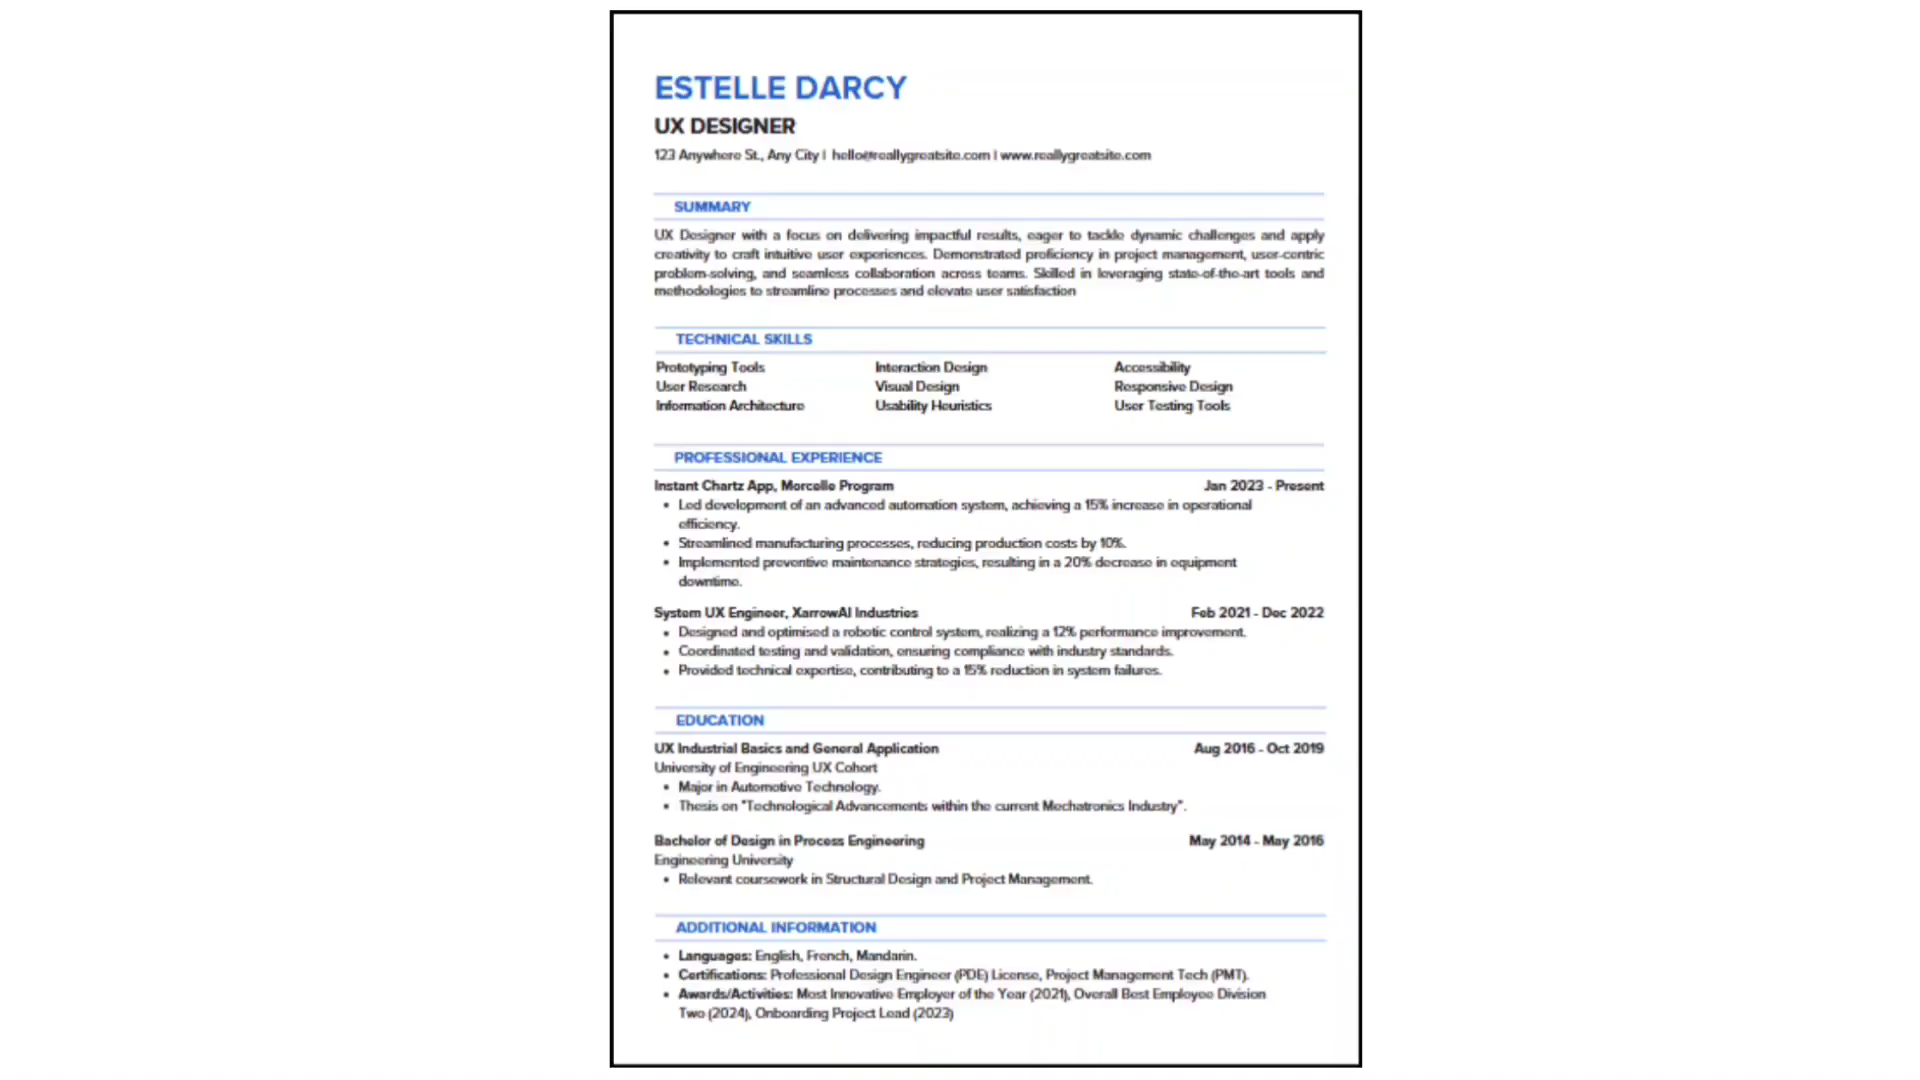 ESTELLE DARCY
UX DESIGNER
123 Anywhere St., Any City | hello@reallygreatsite.com | www.reallygreatsite.com
SUMMARY
UX Designer with a focus on delivering impactful results, eager to tackle dynamic challenges and apply
creativity to craft intuitive user experiences. Demonstrated proficiency in project management, user-centric
problem-solving, and seamless collaboration across teams. Skilled in leveraging state-of-the-art tools and
methodologies to streamline processes and elevate user satisfaction
TECHNICAL SKILLS
Prototyping Tools Interaction Design Accessibility
User Research Visual Design Responsive Design
Information Architecture Usability Heuristics User Testing Tools
PROFESSIONAL EXPERIENCE
Instant Chartz App, Morcelle Program Jan 2023 - Present
• Led development of an advanced automation system, achieving a 15% increase in operational
efficiency.
• Streamlined manufacturing processes, reducing production costs by 10%.
• Implemented preventive maintenance strategies, resulting in a 20% decrease in equipment
downtime.
System UX Engineer, XarrowAI Industries Feb 2021 - Dec 2022
• Designed and optimised a robotic control system, realizing a 12% performance improvement.
• Coordinated testing and validation, ensuring compliance with industry standards.
• Provided technical expertise, contributing to a 15% reduction in system failures.
EDUCATION
UX Industrial Basics and General Application Aug 2016 - Oct 2019
University of Engineering UX Cohort
• Major in Automotive Technology.
• Thesis on "Technological Advancements within the current Mechatronics Industry".
Bachelor of Design in Process Engineering May 2014 - May 2016
Engineering University
• Relevant coursework in Structural Design and Project Management.
ADDITIONAL INFORMATION
• Languages: English, French, Mandarin.
• Certifications: Professional Design Engineer (PDE) License, Project Management Tech (PMT).
• Awards/Activities: Most Innovative Employer of the Year (2021), Overall Best Employee Division
Two (2024), Onboarding Project Lead (2023)